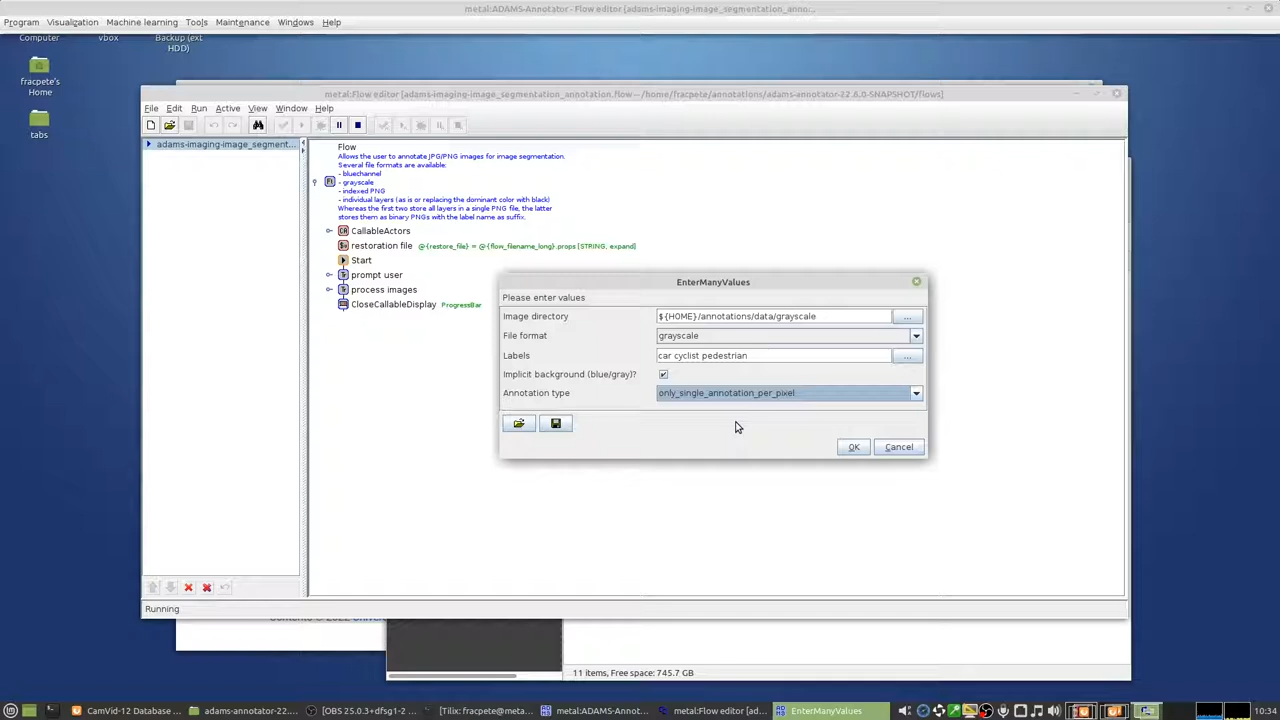 metal:ADAMS-Annotator - Flow editor [adams-imaging-image_segmentation_anno...
Program Visualization Machine learning Tools Maintenance Windows Help
Computer vbox Backup (ext HDD)
fracpete's Home
tabs
metal:Flow editor [adams-imaging-image_segmentation_annotation.flow--/home/fracpete/annotations/adams-annotator-22.6.0-SNAPSHOT/flows]
File Edit Run Active View Window Help
adams-imaging-image_segment...
Flow
Allows the user to annotate JPG/PNG images for image segmentation.
Several file formats are available:
- bluechannel
- grayscale
- indexed PNG
- individual layers (as is or replacing the dominant color with black)
Whereas the first two store all layers in a single PNG file, the latter
stores them as binary PNGs with the label name as suffix.
CallableActors
restoration file @{restore_file} = @{flow_filename_long}.props [STRING, expand]
Start
prompt user
process images
CloseCallableDisplay ProgressBar
EnterManyValues
Please enter values
Image directory ${HOME}/annotations/data/grayscale ...
File format grayscale
Labels car cyclist pedestrian ...
Implicit background (blue/gray)?
Annotation type only_single_annotation_per_pixel
OK Cancel
Running
11 items, Free space: 745.7 GB
CamVid-12 Database ... adams-annotator-22.... [OBS 25.0.3+dfsg1-2 ... [Tilix: fracpete@meta... metal:ADAMS-Annot... metal:Flow editor [ada... EnterManyValues 10:34